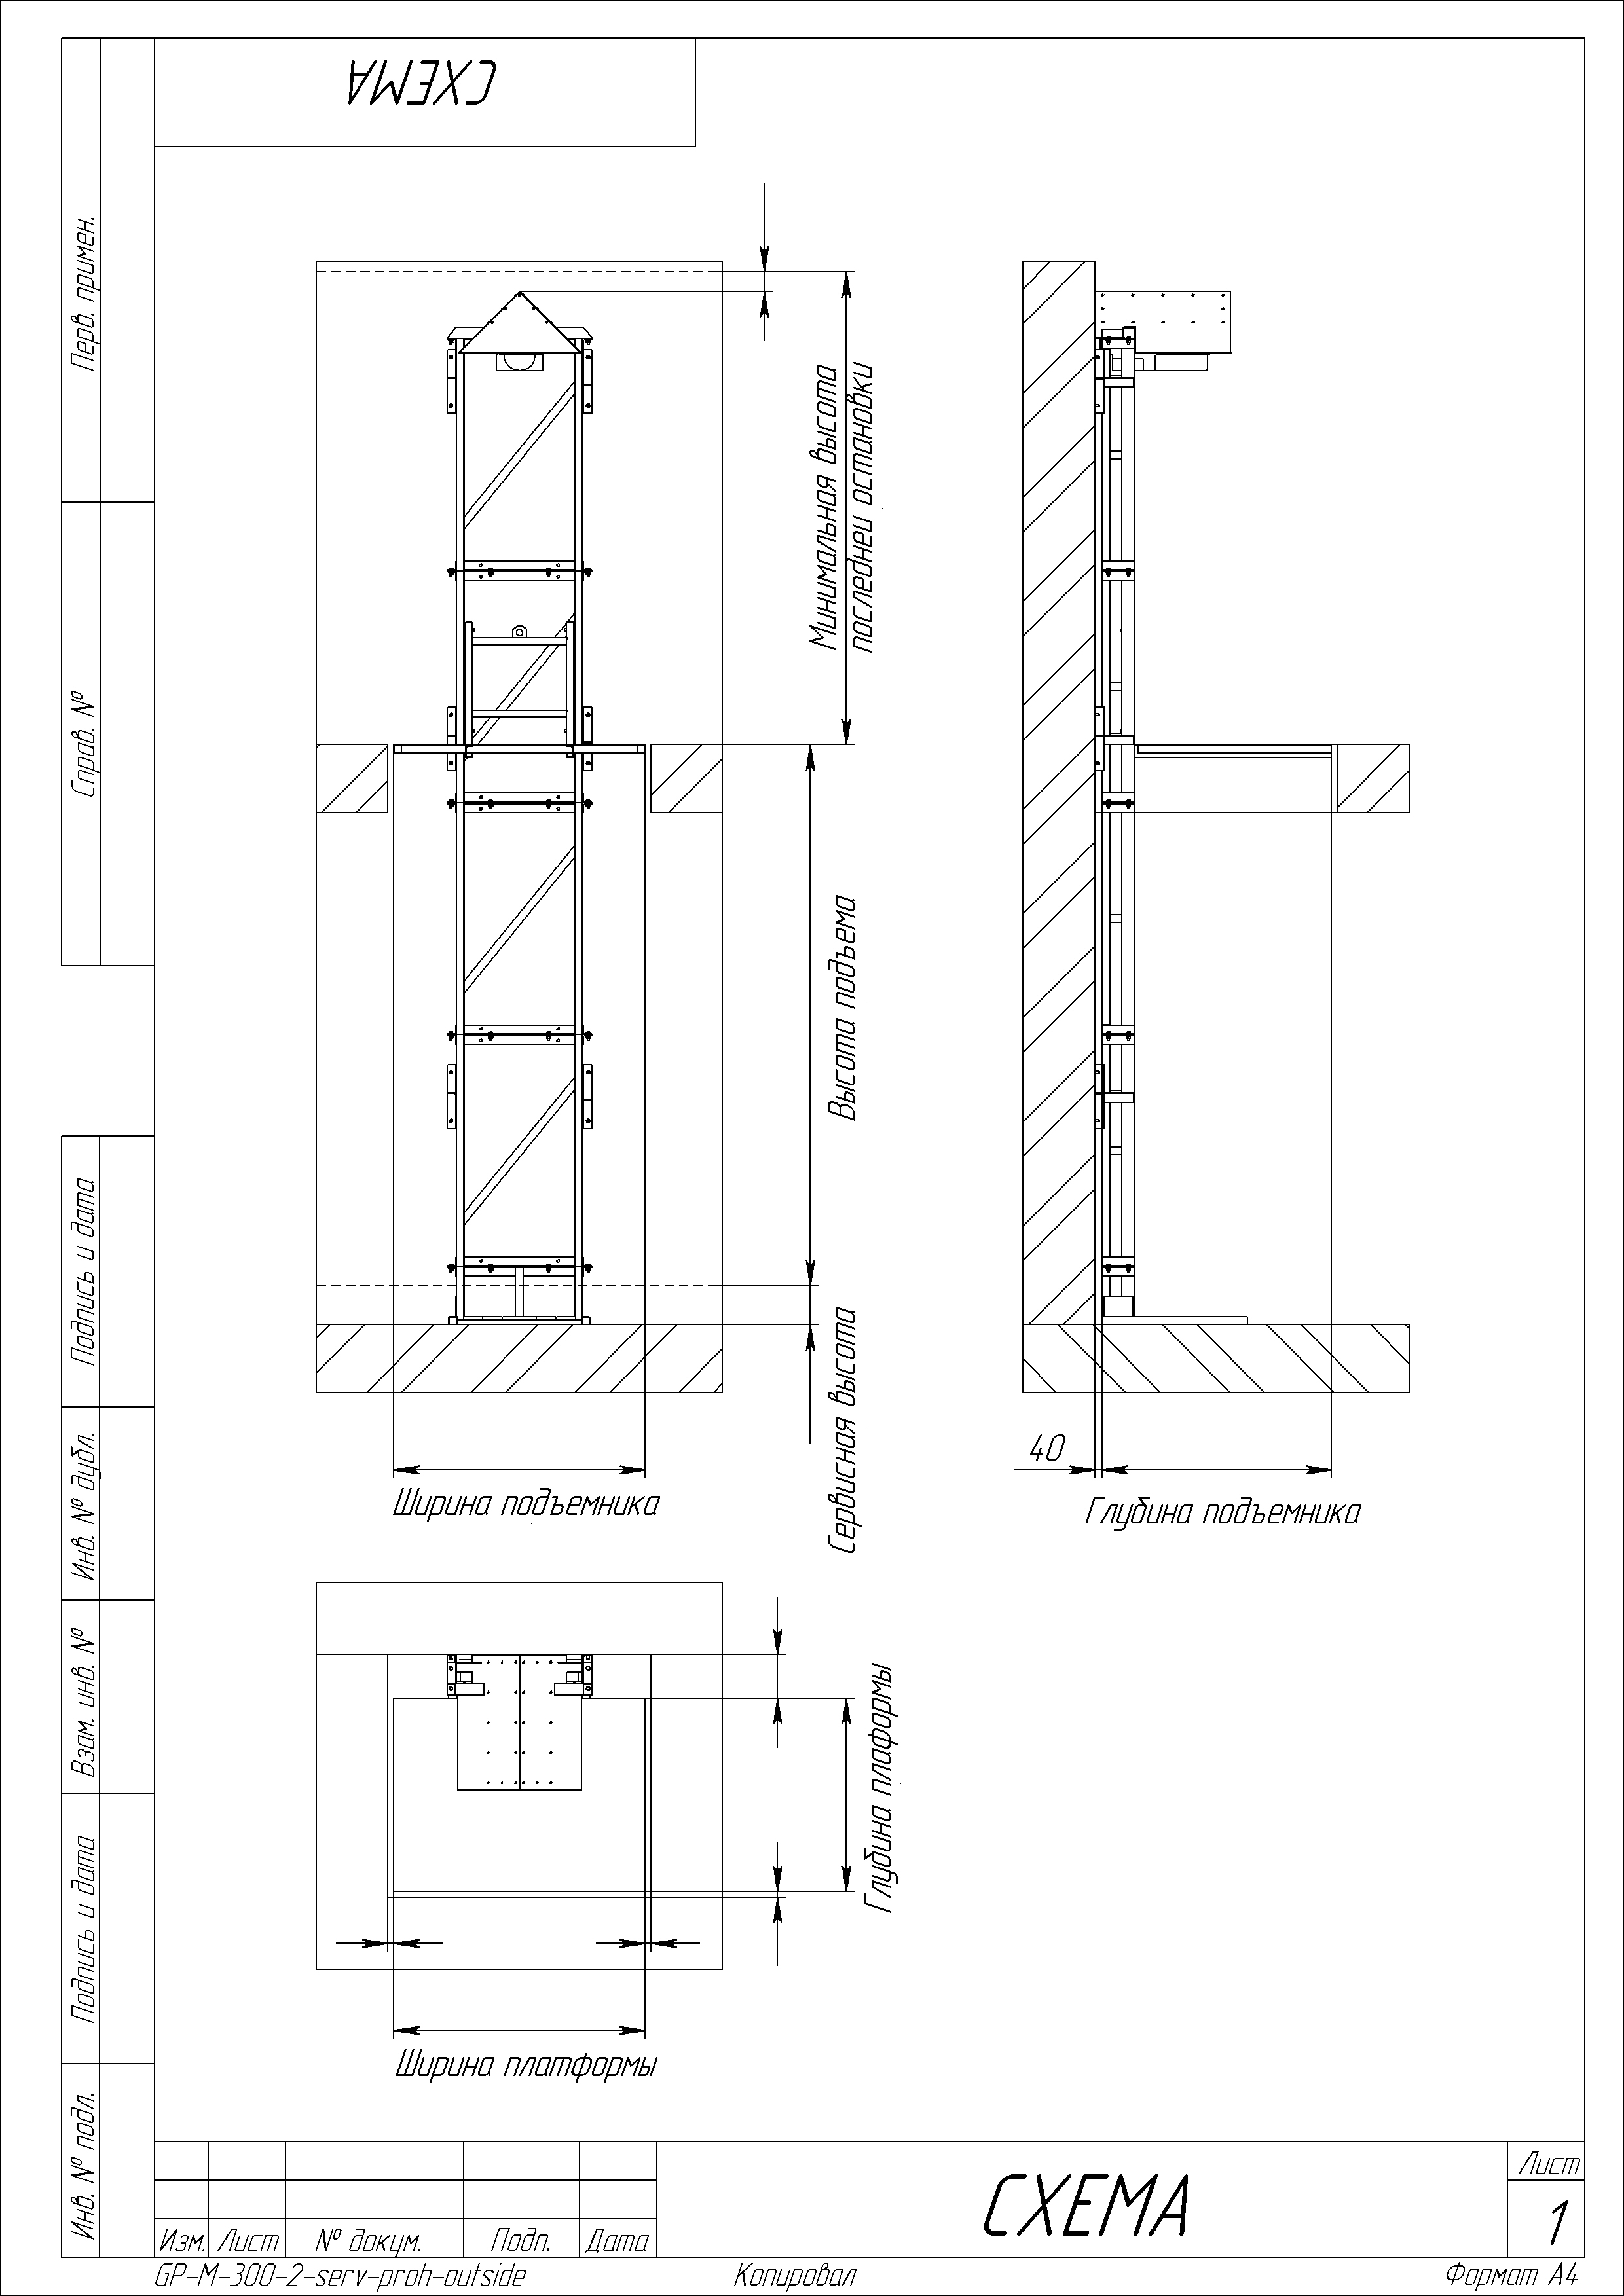 СХЕМА
Перв. примен.
Справ. №
Минимальная высота
последней остановки
Высота подъема
Сервисная высота
40
Ширина подъемника
Глубина подъемника
Глубина плаформы
Ширина платформы
Подпись и дата
Инв. № дубл.
Взам. инв. №
Подпись и дата
Инв. № подл.
СХЕМА
Лист
1
Изм. Лист № докум. Подп. Дата
GP-M-300-2-serv-proh-outside Копировал Формат А4